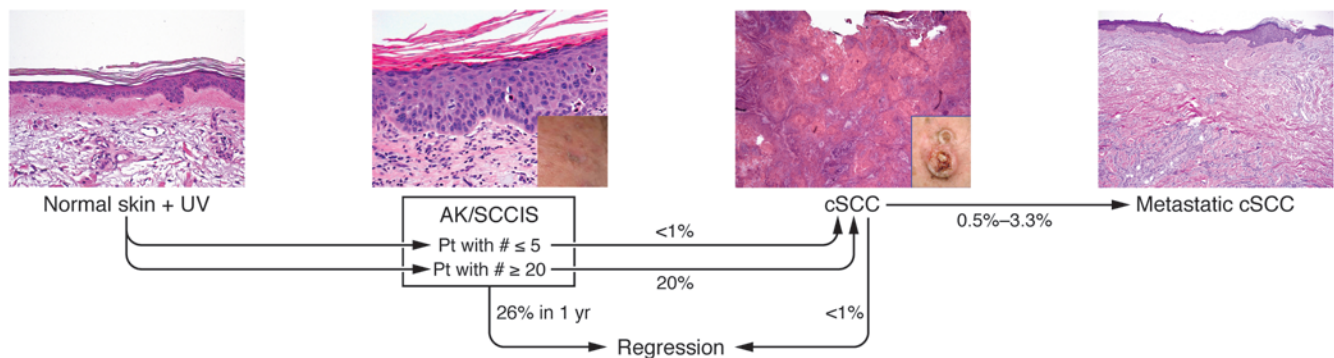 Normal skin + UV
AK/SCCIS
Pt with # ≤ 5
Pt with # ≥ 20
<1%
20%
cSCC
0.5%–3.3%
Metastatic cSCC
26% in 1 yr
<1%
Regression